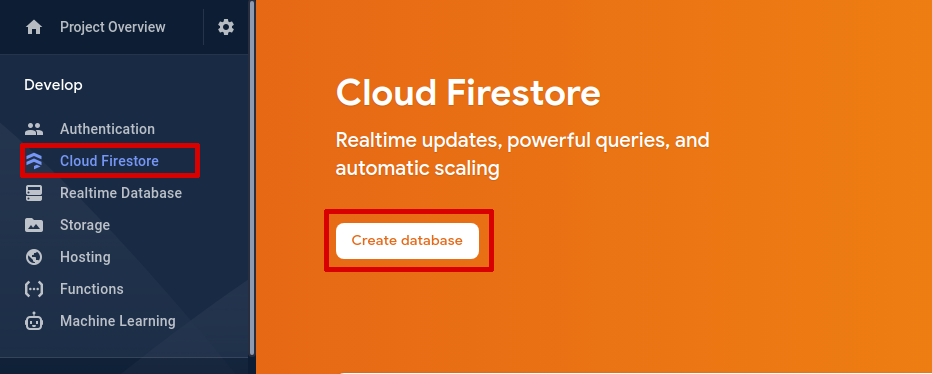 Project Overview
Develop
Authentication
Cloud Firestore
Realtime Database
Storage
Hosting
Functions
Machine Learning
Cloud Firestore
Realtime updates, powerful queries, and
automatic scaling
Create database